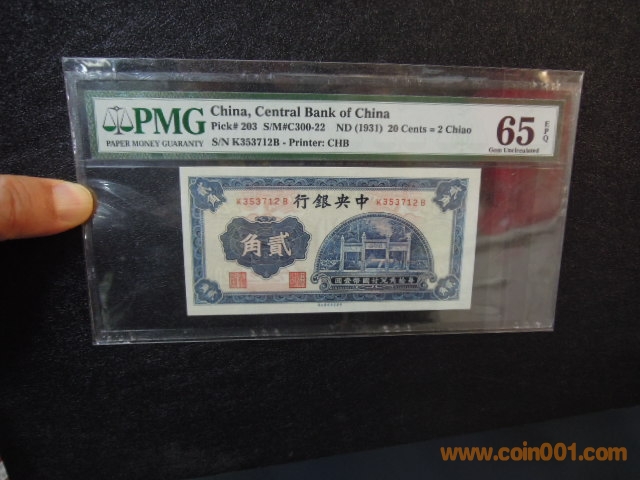 PMG
PAPER MONEY GUARANTY
China, Central Bank of China
Pick# 203 S/M#C300-22 ND (1931) 20 Cents = 2 Chiao
S/N K353712B - Printer: CHB
65 EPQ
Gem Uncirculated
行銀央中
K353712B K353712B
角貳
www.coin001.com